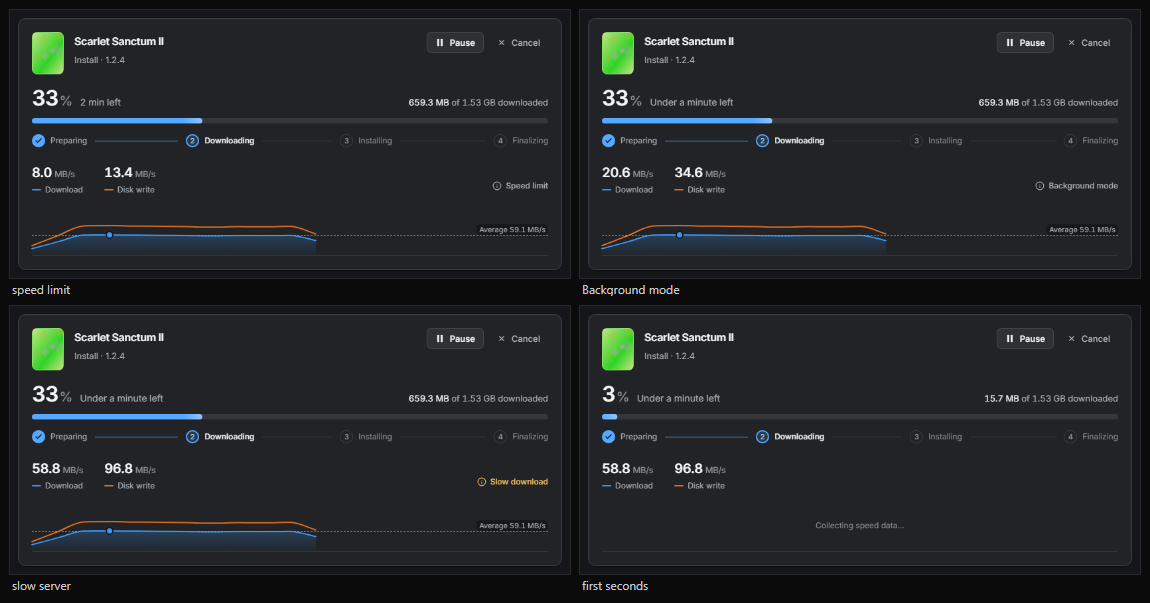 Scarlet Sanctum II
Install · 1.2.4
Pause
Cancel
33% 2 min left
659.3 MB of 1.53 GB downloaded
Preparing
2 Downloading
3 Installing
4 Finalizing
8.0 MB/s
Download
13.4 MB/s
Disk write
Speed limit
Average 59.1 MB/s
speed limit
Scarlet Sanctum II
Install · 1.2.4
Pause
Cancel
33% Under a minute left
659.3 MB of 1.53 GB downloaded
Preparing
2 Downloading
3 Installing
4 Finalizing
20.6 MB/s
Download
34.6 MB/s
Disk write
Background mode
Average 59.1 MB/s
Background mode
Scarlet Sanctum II
Install · 1.2.4
Pause
Cancel
33% Under a minute left
659.3 MB of 1.53 GB downloaded
Preparing
2 Downloading
3 Installing
4 Finalizing
58.8 MB/s
Download
96.8 MB/s
Disk write
Slow download
Average 59.1 MB/s
slow server
Scarlet Sanctum II
Install · 1.2.4
Pause
Cancel
3% Under a minute left
15.7 MB of 1.53 GB downloaded
Preparing
2 Downloading
3 Installing
4 Finalizing
58.8 MB/s
Download
96.8 MB/s
Disk write
Collecting speed data...
first seconds